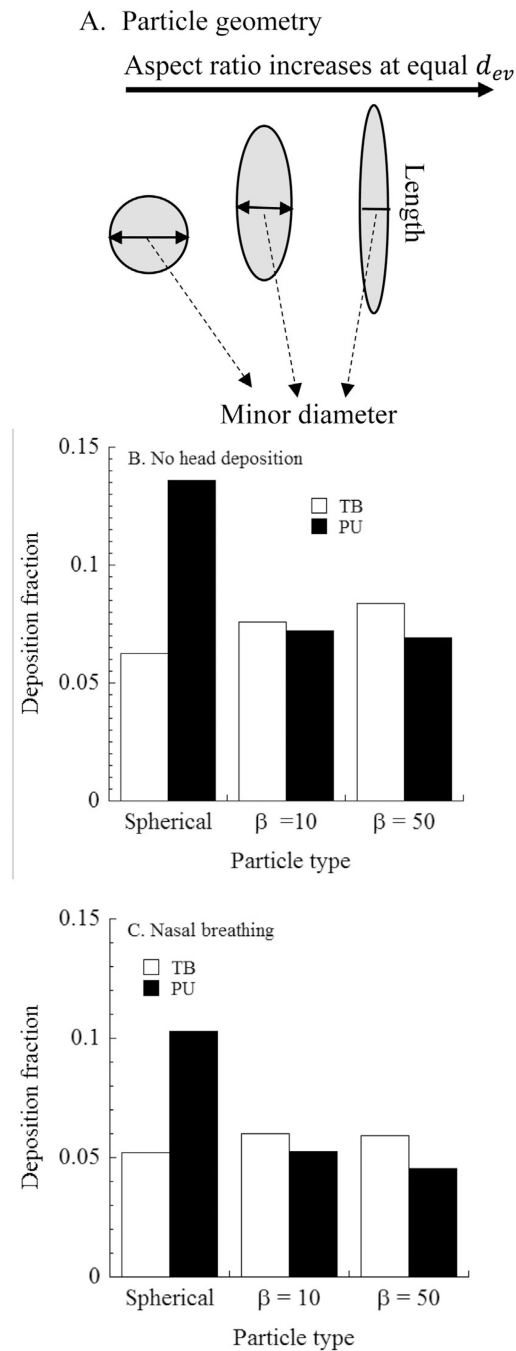 A. Particle geometry
Aspect ratio increases at equal d_ev
Length
Minor diameter
B. No head deposition
TB
PU
0.15
0.1
0.05
0
Deposition fraction
Spherical β =10 β = 50
Particle type
C. Nasal breathing
TB
PU
0.15
0.1
0.05
0
Deposition fraction
Spherical β = 10 β = 50
Particle type